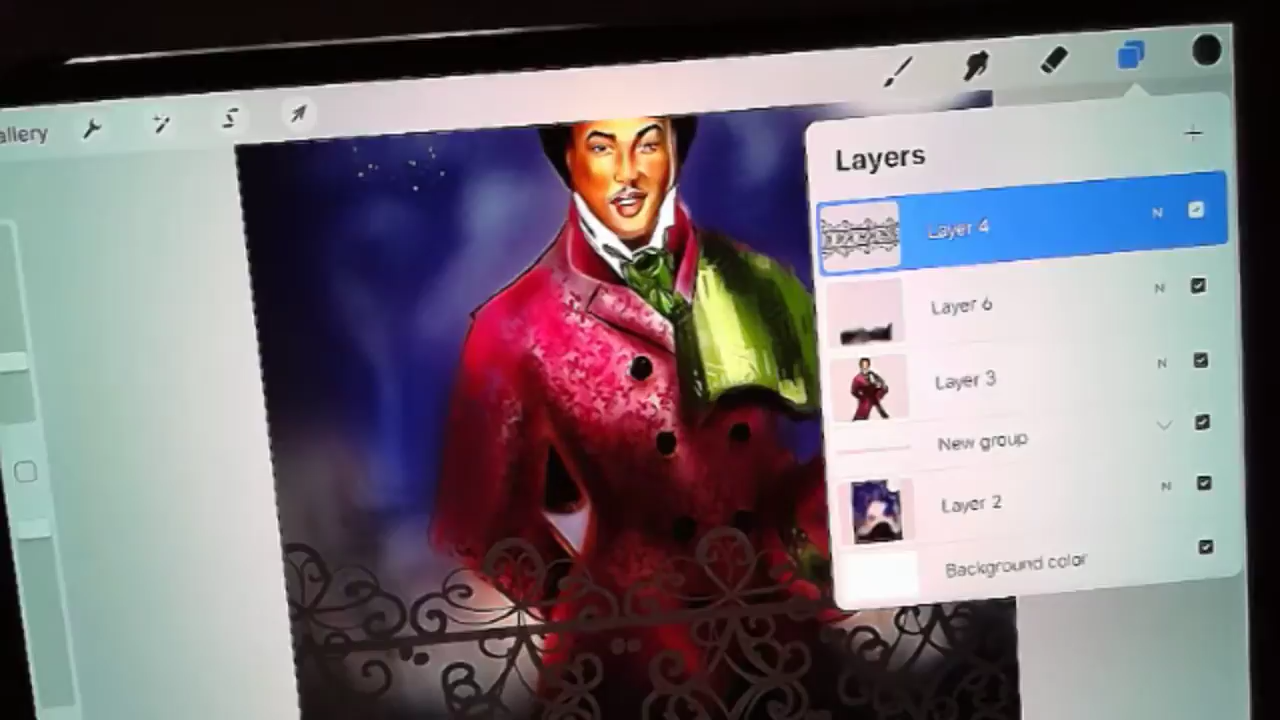 allery
Layers
Layer 4 N
Layer 6 N
Layer 3 N
New group
Layer 2 N
Background color